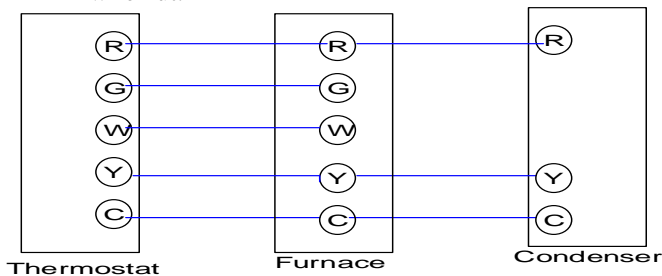 R R R
G G
W W
Y Y Y
C C C
Thermostat Furnace Condenser